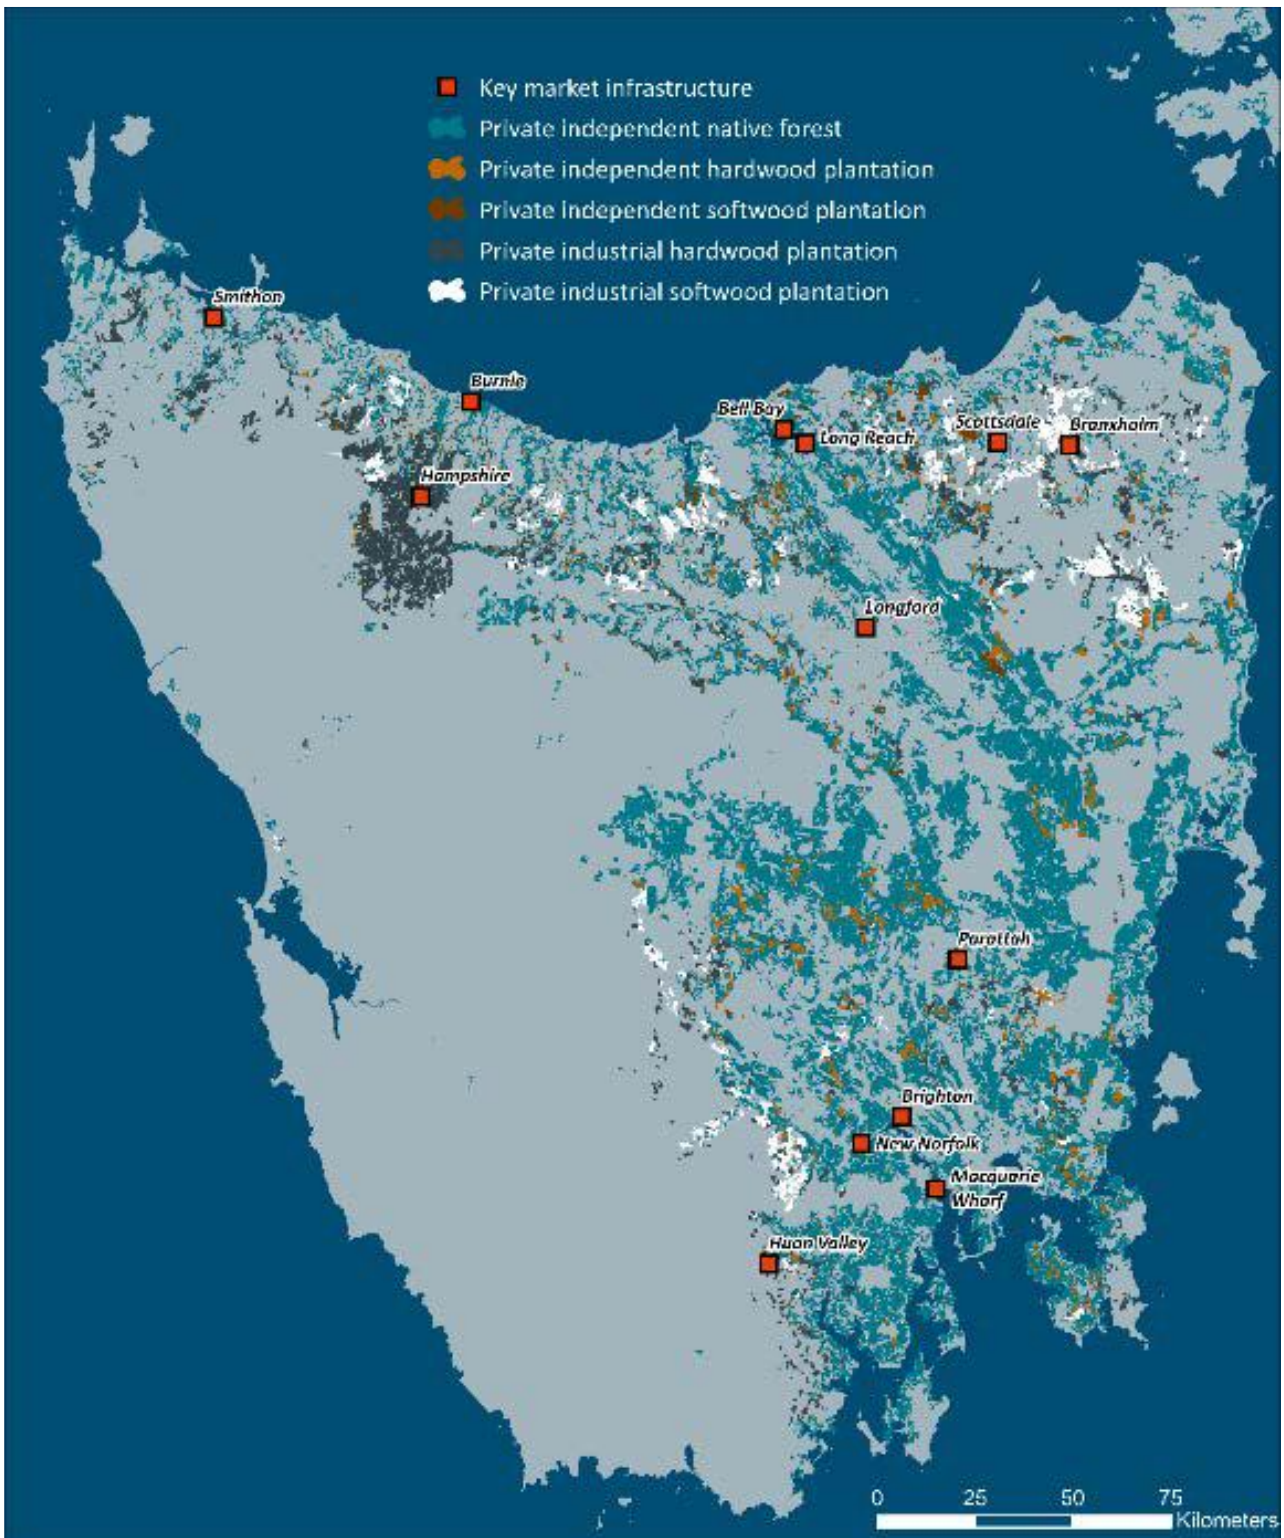 Key market infrastructure
Private independent native forest
Private independent hardwood plantation
Private independent softwood plantation
Private industrial hardwood plantation
Private industrial softwood plantation
Smithon
Burnie
Bell Bay
Long Reach
Scottsdale
Branxholm
Hampshire
Longford
Parattah
Brighton
New Norfolk
Macquarie
Wharf
Huon Valley
0 25 50 75
Kilometers